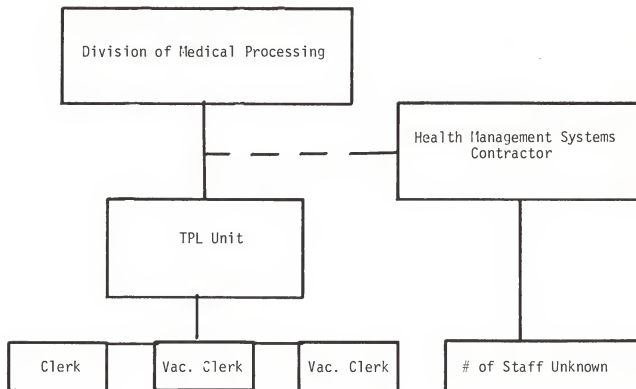 Division of Medical Processing
Health Management Systems
Contractor
TPL Unit
Clerk
Vac. Clerk
Vac. Clerk
# of Staff Unknown